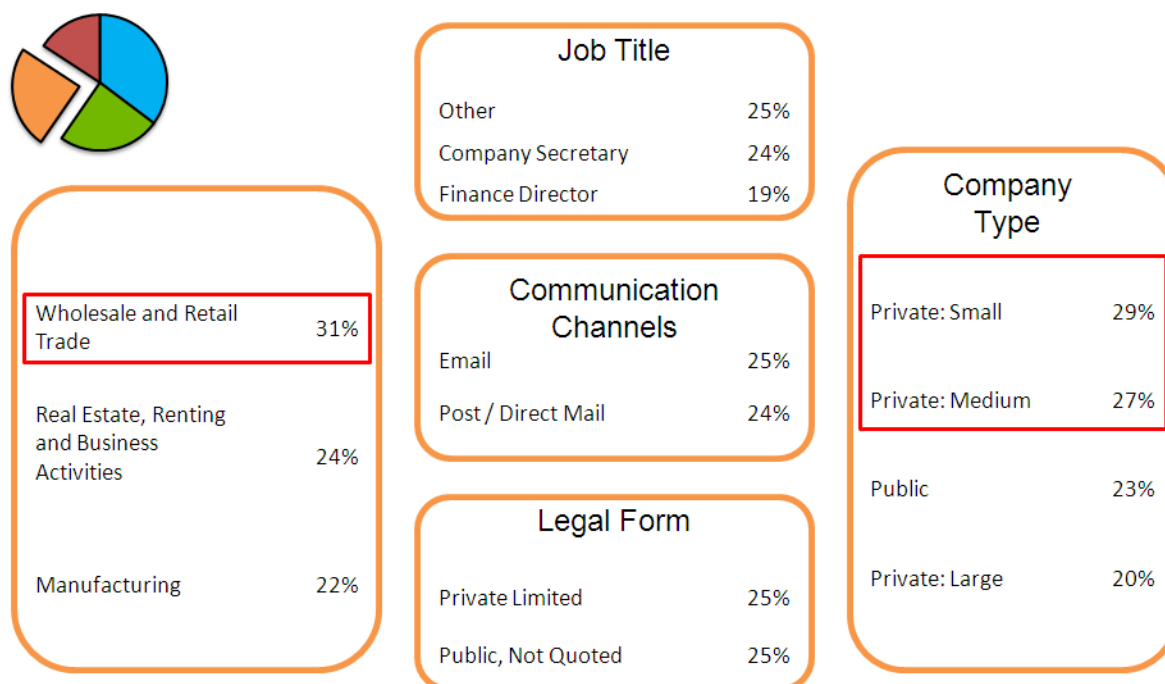 Job Title
Other 25%
Company Secretary 24%
Finance Director 19%
Wholesale and Retail
Trade 31%
Real Estate, Renting
and Business
Activities 24%
Manufacturing 22%
Communication
Channels
Email 25%
Post / Direct Mail 24%
Legal Form
Private Limited 25%
Public, Not Quoted 25%
Company
Type
Private: Small 29%
Private: Medium 27%
Public 23%
Private: Large 20%